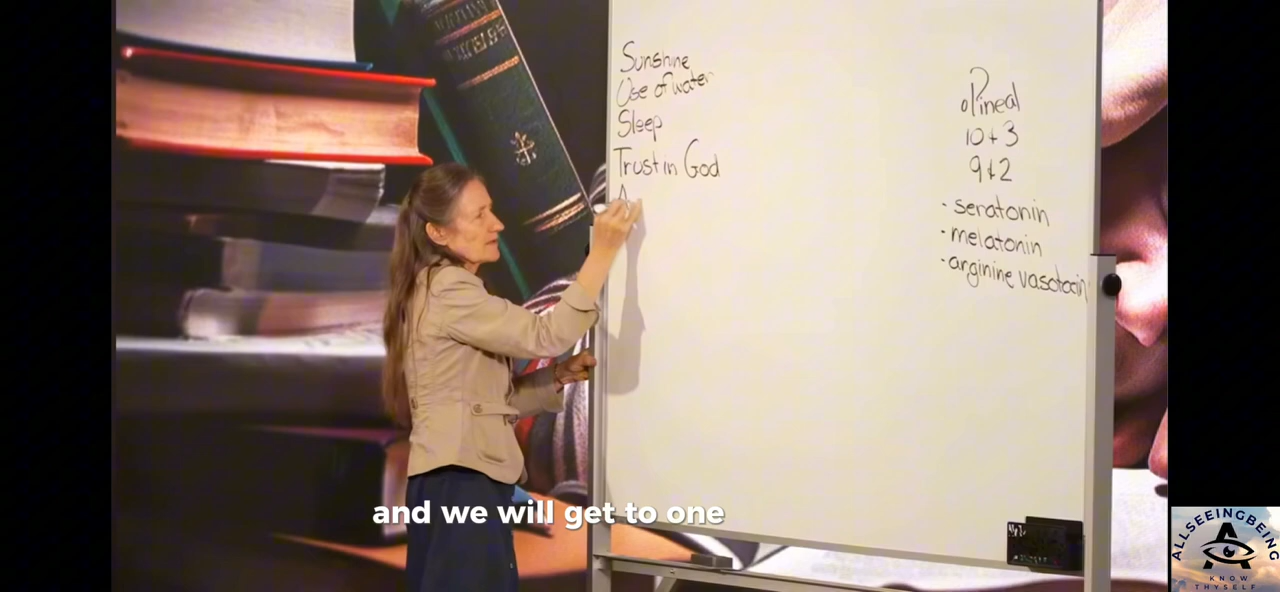 Sunshine
Use of water
Sleep
Trust in God
A
Pineal
10 + 3
9 + 2
- seratonin
- melatonin
- arginine vasotocin
and we will get to one
ALLSEEINGBEING
KNOW
THYSELF